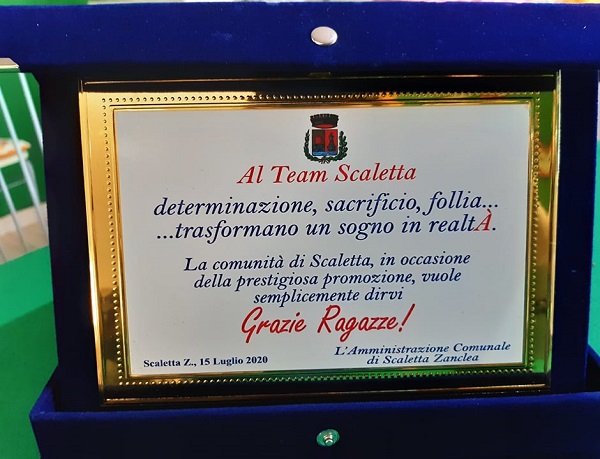 Al Team Scaletta
determinazione, sacrificio, follia...
...trasformano un sogno in realtÀ.
La comunità di Scaletta, in occasione
della prestigiosa promozione, vuole
semplicemente dirvi
Grazie Ragazze!
L'Amministrazione Comunale
di Scaletta Zanclea
Scaletta Z., 15 Luglio 2020